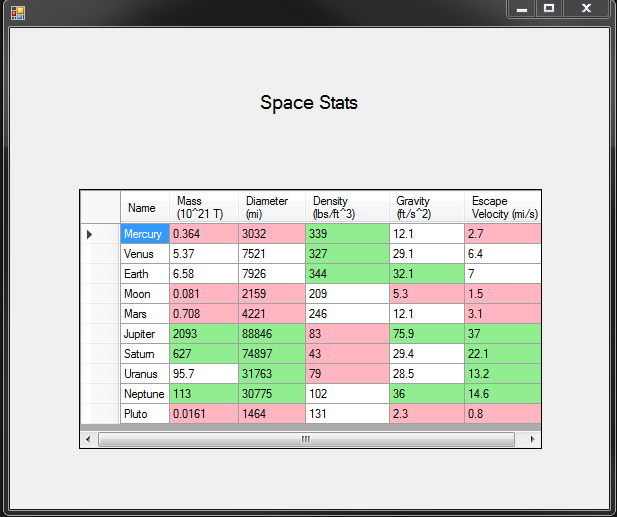 Space Stats
Name Mass (10^21 T) Diameter (mi) Density (lbs/ft^3) Gravity (ft/s^2) Escape Velocity (mi/s)
Mercury 0.364 3032 339 12.1 2.7
Venus 5.37 7521 327 29.1 6.4
Earth 6.58 7926 344 32.1 7
Moon 0.081 2159 209 5.3 1.5
Mars 0.708 4221 246 12.1 3.1
Jupiter 2093 88846 83 75.9 37
Saturn 627 74897 43 29.4 22.1
Uranus 95.7 31763 79 28.5 13.2
Neptune 113 30775 102 36 14.6
Pluto 0.0161 1464 131 2.3 0.8